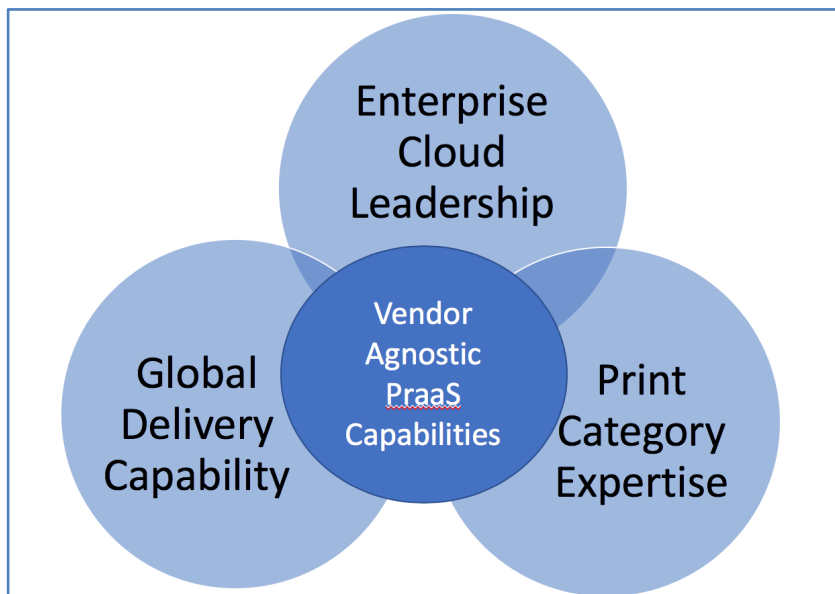 Enterprise
Cloud
Leadership
Vendor
Agnostic
PraaS
Capabilities
Global
Delivery
Capability
Print
Category
Expertise